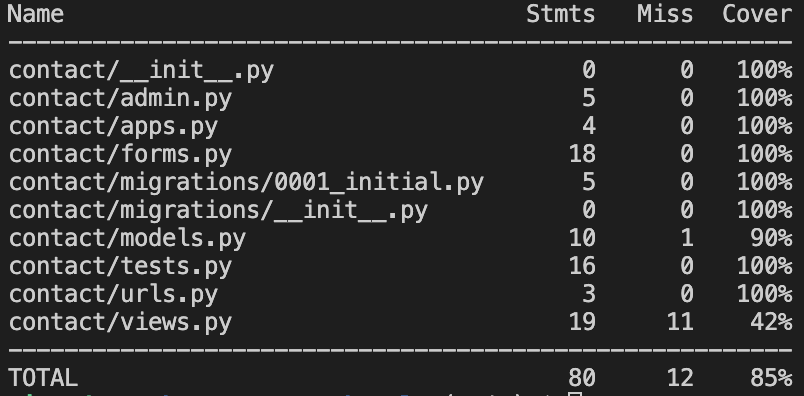 Name Stmts Miss Cover
contact/__init__.py 0 0 100%
contact/admin.py 5 0 100%
contact/apps.py 4 0 100%
contact/forms.py 18 0 100%
contact/migrations/0001_initial.py 5 0 100%
contact/migrations/__init__.py 0 0 100%
contact/models.py 10 1 90%
contact/tests.py 16 0 100%
contact/urls.py 3 0 100%
contact/views.py 19 11 42%
TOTAL 80 12 85%